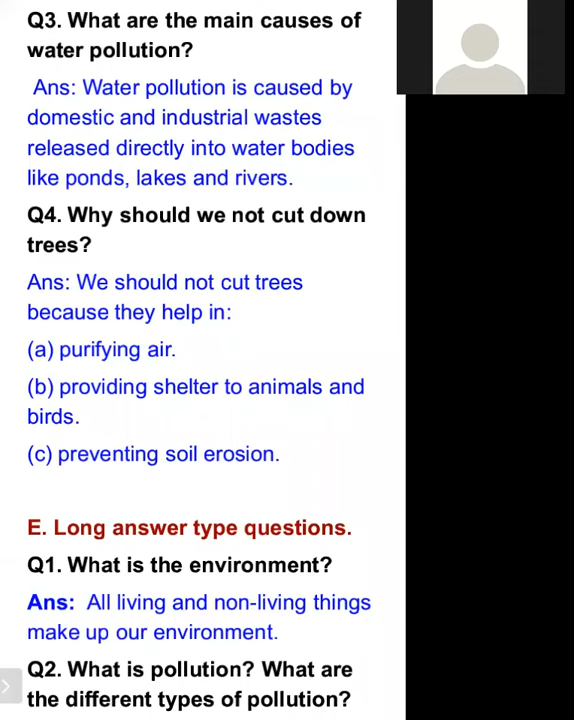 Q3. What are the main causes of
water pollution?
Ans: Water pollution is caused by
domestic and industrial wastes
released directly into water bodies
like ponds, lakes and rivers.
Q4. Why should we not cut down
trees?
Ans: We should not cut trees
because they help in:
(a) purifying air.
(b) providing shelter to animals and
birds.
(c) preventing soil erosion.
E. Long answer type questions.
Q1. What is the environment?
Ans: All living and non-living things
make up our environment.
Q2. What is pollution? What are
the different types of pollution?